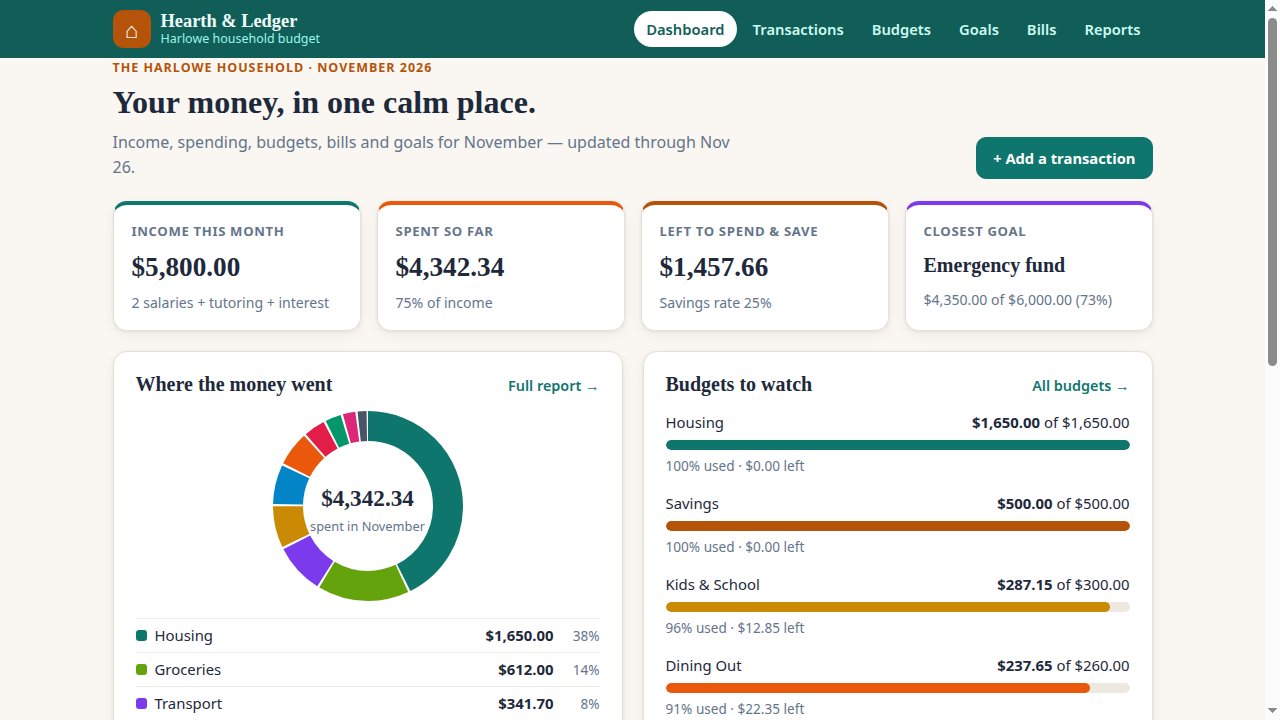 Hearth & Ledger
Harlowe household budget
Dashboard
Transactions
Budgets
Goals
Bills
Reports
THE HARLOWE HOUSEHOLD · NOVEMBER 2026
Your money, in one calm place.
Income, spending, budgets, bills and goals for November — updated through Nov
26.
+ Add a transaction
INCOME THIS MONTH
$5,800.00
2 salaries + tutoring + interest
SPENT SO FAR
$4,342.34
75% of income
LEFT TO SPEND & SAVE
$1,457.66
Savings rate 25%
CLOSEST GOAL
Emergency fund
$4,350.00 of $6,000.00 (73%)
Where the money went
Full report →
$4,342.34
spent in November
Housing $1,650.00 38%
Groceries $612.00 14%
Transport $341.70 8%
Budgets to watch
All budgets →
Housing $1,650.00 of $1,650.00
100% used · $0.00 left
Savings $500.00 of $500.00
100% used · $0.00 left
Kids & School $287.15 of $300.00
96% used · $12.85 left
Dining Out $237.65 of $260.00
91% used · $22.35 left